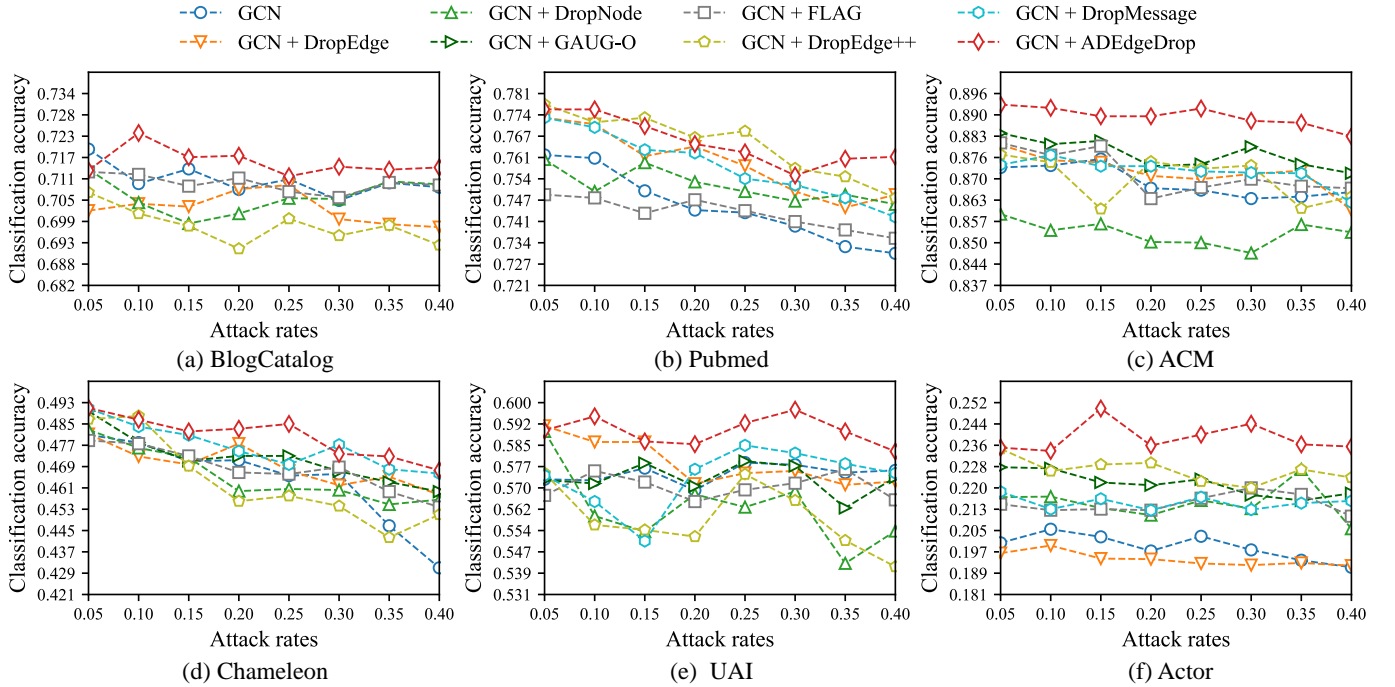 GCN
GCN + DropNode
GCN + FLAG
GCN + DropMessage
GCN + DropEdge
GCN + GAUG-O
GCN + DropEdge++
GCN + ADEdgeDrop
Classification accuracy
0.734
0.728
0.723
0.717
0.711
0.705
0.699
0.693
0.688
0.682
0.05 0.10 0.15 0.20 0.25 0.30 0.35 0.40
Attack rates
(a) BlogCatalog
Classification accuracy
0.781
0.774
0.767
0.761
0.754
0.747
0.741
0.734
0.727
0.721
0.05 0.10 0.15 0.20 0.25 0.30 0.35 0.40
Attack rates
(b) Pubmed
Classification accuracy
0.896
0.889
0.883
0.876
0.870
0.863
0.857
0.850
0.844
0.837
0.05 0.10 0.15 0.20 0.25 0.30 0.35 0.40
Attack rates
(c) ACM
Classification accuracy
0.493
0.485
0.477
0.469
0.461
0.453
0.445
0.437
0.429
0.421
0.05 0.10 0.15 0.20 0.25 0.30 0.35 0.40
Attack rates
(d) Chameleon
Classification accuracy
0.600
0.592
0.585
0.577
0.570
0.562
0.554
0.547
0.539
0.531
0.05 0.10 0.15 0.20 0.25 0.30 0.35 0.40
Attack rates
(e) UAI
Classification accuracy
0.252
0.244
0.236
0.228
0.220
0.213
0.205
0.197
0.189
0.181
0.05 0.10 0.15 0.20 0.25 0.30 0.35 0.40
Attack rates
(f) Actor